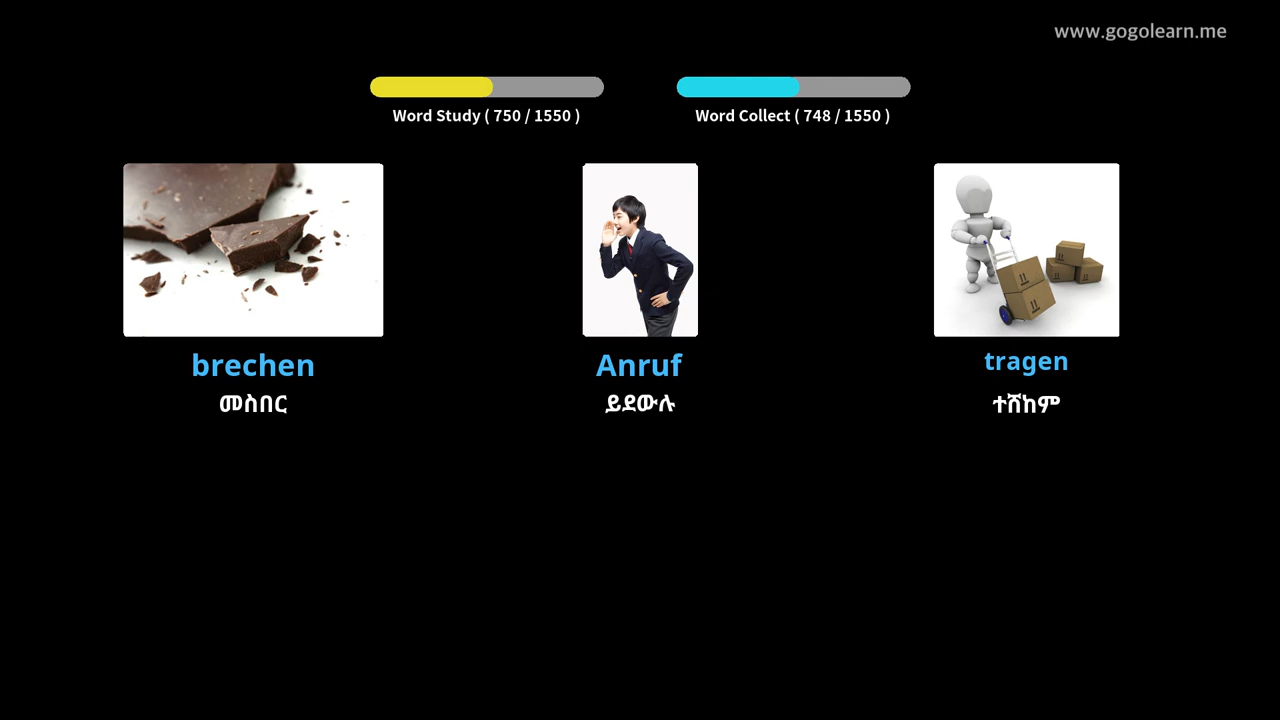 www.gogolearn.me
Word Study ( 750 / 1550 )
Word Collect ( 748 / 1550 )
brechen
መስበር
Anruf
ይደውሉ
tragen
ተሸከም